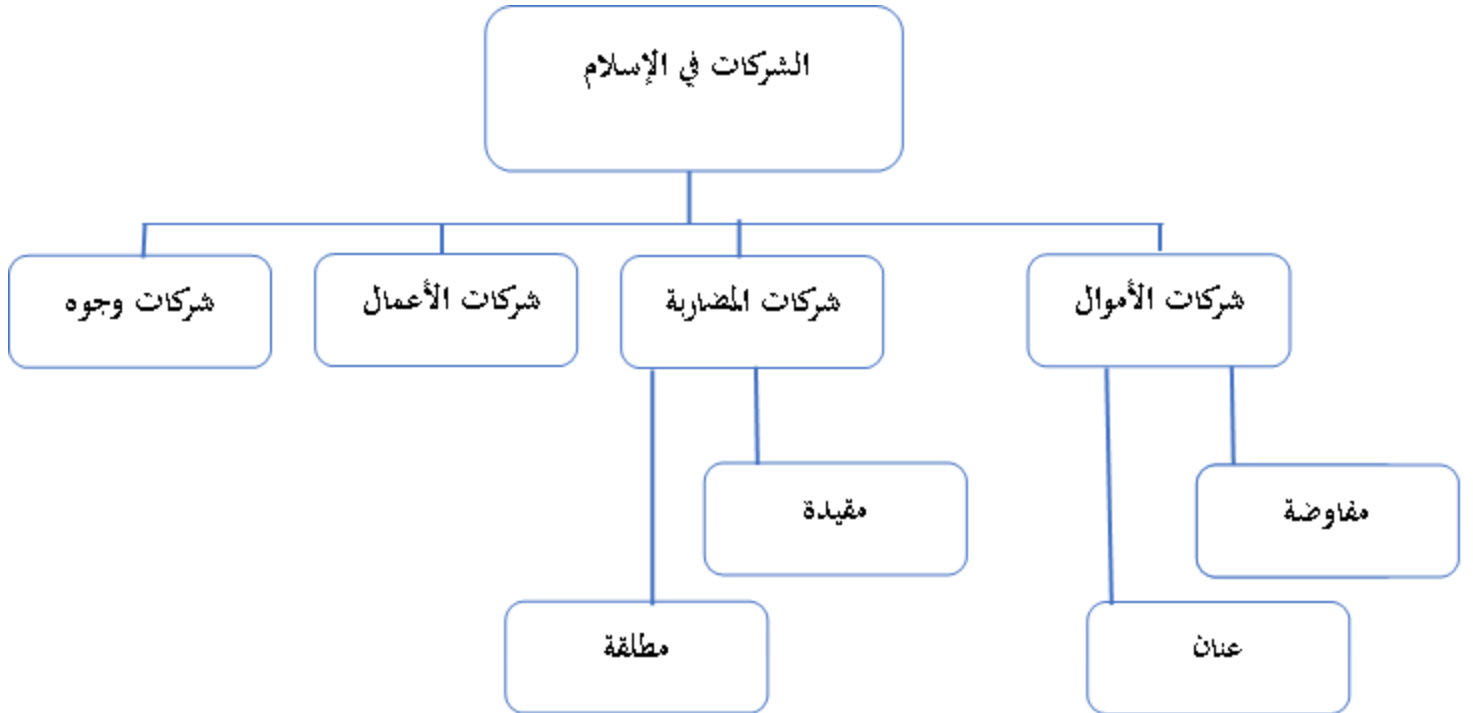 الشركات في الإسلام
شركات الأموال
شركات المضاربة
شركات الأعمال
شركات وجوه
مفاوضة
مقيدة
عنان
مطلقة